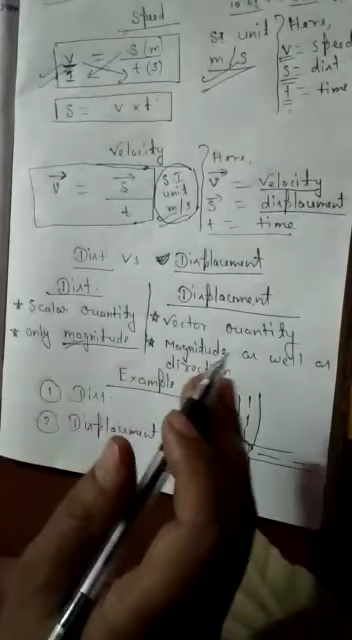 Speed
v/1 = s(m)/t(s)
SI unit
m/s
Here,
v = speed
s = dist
t = time
S = v x t
Velocity
v = s/t
SI
unit
m/s
Here,
v = velocity
s = displacement
t = time
Dist vs Displacement
Dist.
* Scalar quantity
* only magnitude
Displacement
* Vector quantity
* Magnitude as well as
Example
① Dist.
② Displacement